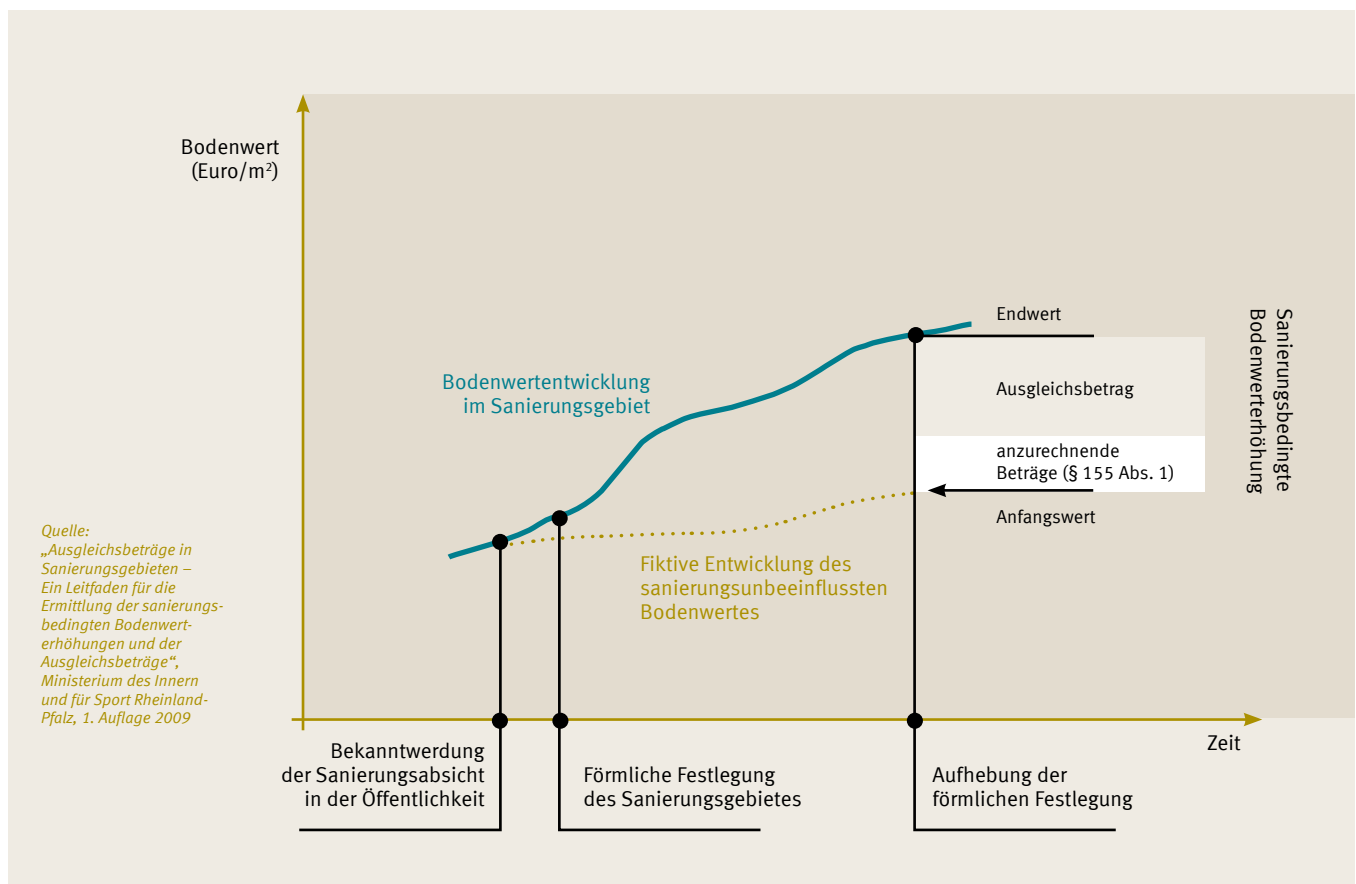 Bodenwert
(Euro/m²)
Endwert
Sanierungsbedingte
Bodenwerterhöhung
Bodenwertentwicklung
im Sanierungsgebiet
Ausgleichsbetrag
anzurechnende
Beträge (§ 155 Abs. 1)
Anfangswert
Quelle:
„Ausgleichsbeträge in
Sanierungsgebieten –
Ein Leitfaden für die
Ermittlung der sanierungs-
bedingten Bodenwert-
erhöhungen und der
Ausgleichsbeträge“,
Ministerium des Innern
und für Sport Rheinland-
Pfalz, 1. Auflage 2009
Fiktive Entwicklung des
sanierungsunbeeinflussten
Bodenwertes
Zeit
Bekanntwerdung
der Sanierungsabsicht
in der Öffentlichkeit
Förmliche Festlegung
des Sanierungsgebietes
Aufhebung der
förmlichen Festlegung